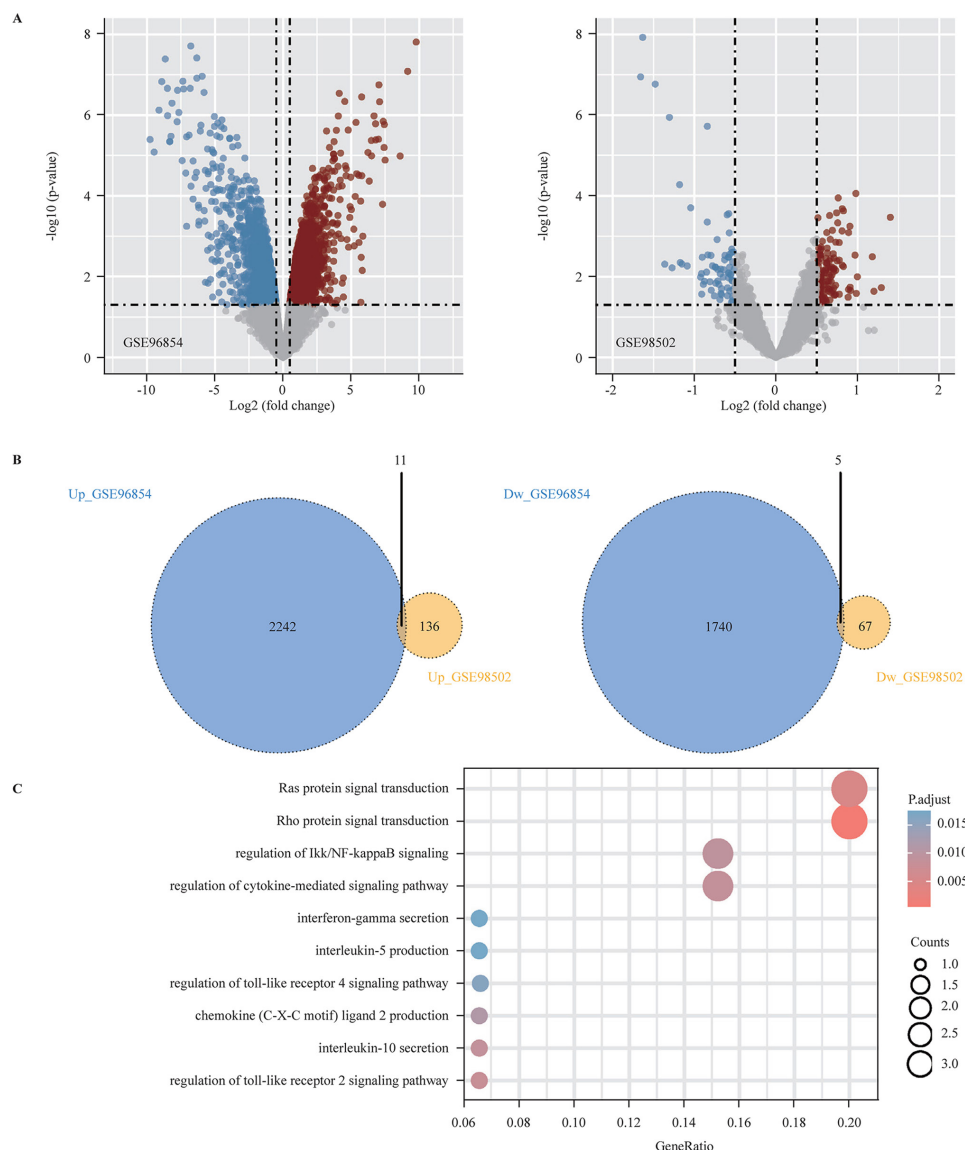 A
8
6
4
2
0
-log10 (p-value)
GSE96854
-10
-5
0
5
10
Log2 (fold change)
8
6
4
2
0
-log10 (p-value)
GSE98502
-2
-1
0
1
2
Log2 (fold change)
B
11
Up_GSE96854
2242
136
Up_GSE98502
5
Dw_GSE96854
1740
67
Dw_GSE98502
C
Ras protein signal transduction
Rho protein signal transduction
regulation of Ikk/NF-kappaB signaling
regulation of cytokine-mediated signaling pathway
interferon-gamma secretion
interleukin-5 production
regulation of toll-like receptor 4 signaling pathway
chemokine (C-X-C motif) ligand 2 production
interleukin-10 secretion
regulation of toll-like receptor 2 signaling pathway
0.06
0.08
0.10
0.12
0.14
0.16
0.18
0.20
GeneRatio
P.adjust
0.015
0.010
0.005
Counts
1.0
1.5
2.0
2.5
3.0